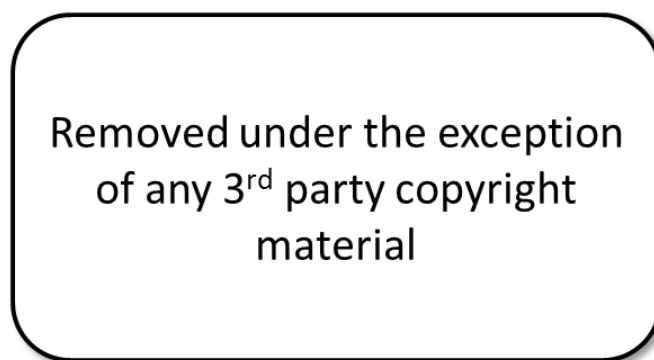 Removed under the exception
of any 3rd party copyright
material